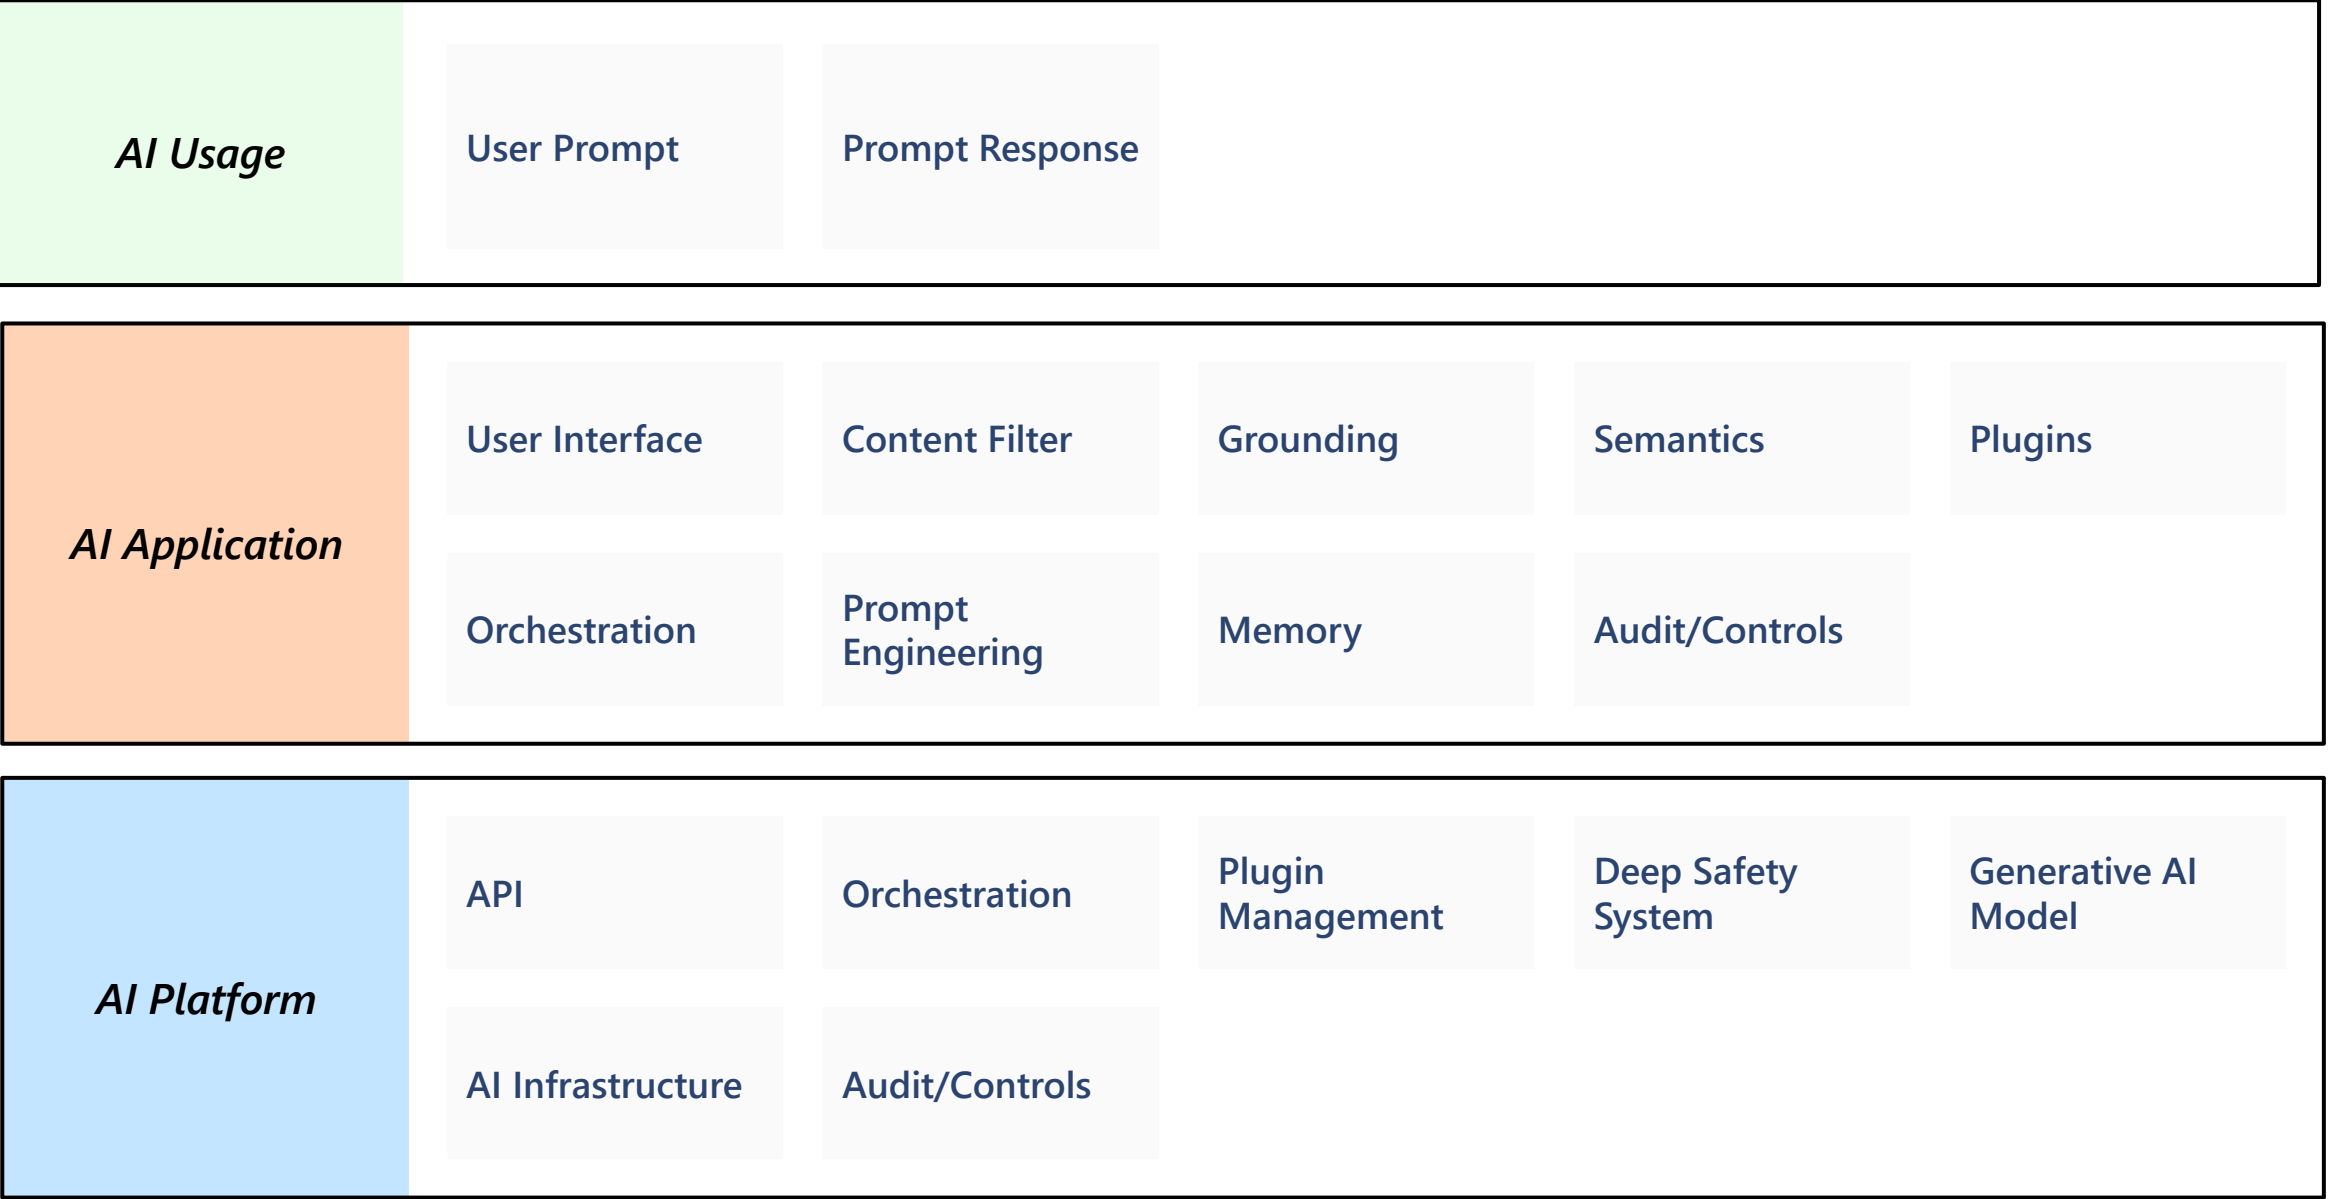 AI Usage
User Prompt
Prompt Response
AI Application
User Interface
Content Filter
Grounding
Semantics
Plugins
Orchestration
Prompt
Engineering
Memory
Audit/Controls
AI Platform
API
Orchestration
Plugin
Management
Deep Safety
System
Generative AI
Model
AI Infrastructure
Audit/Controls